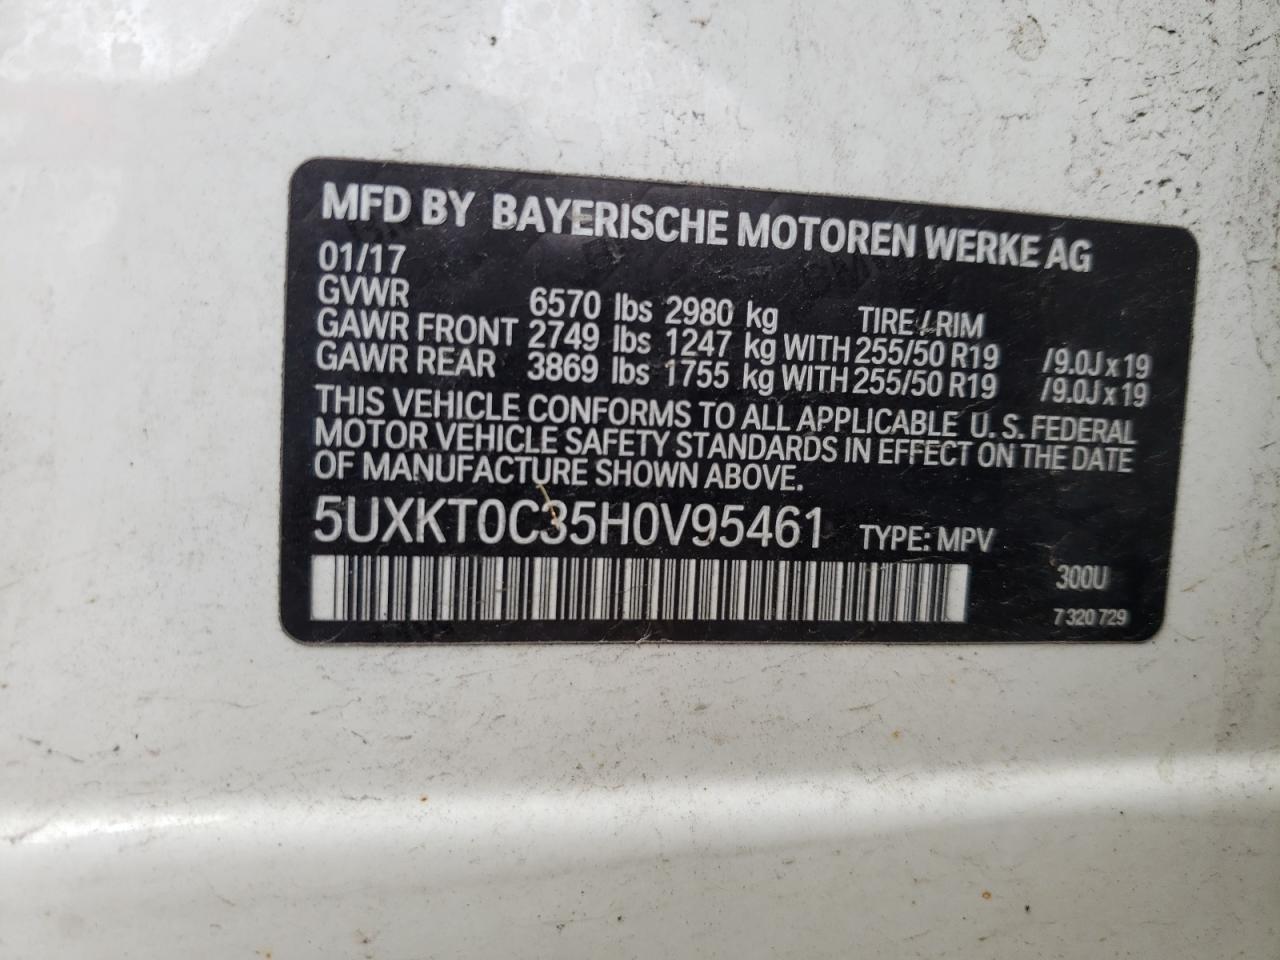 MFD BY BAYERISCHE MOTOREN WERKE AG
01/17
GVWR 6570 lbs 2980 kg TIRE / RIM
GAWR FRONT 2749 lbs 1247 kg WITH 255/50 R19 /9.0J x 19
GAWR REAR 3869 lbs 1755 kg WITH 255/50 R19 /9.0J x 19
THIS VEHICLE CONFORMS TO ALL APPLICABLE U.S. FEDERAL
MOTOR VEHICLE SAFETY STANDARDS IN EFFECT ON THE DATE
OF MANUFACTURE SHOWN ABOVE.
5UXKT0C35H0V95461 TYPE: MPV
300U
7 320 729